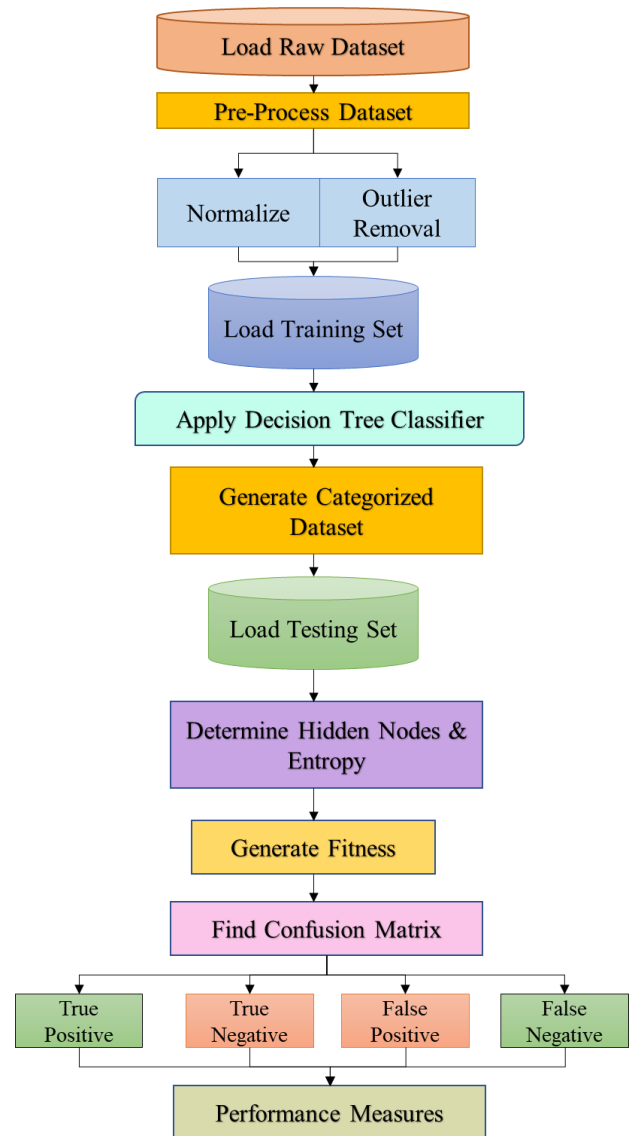 Load Raw Dataset
Pre-Process Dataset
Normalize
Outlier
Removal
Load Training Set
Apply Decision Tree Classifier
Generate Categorized
Dataset
Load Testing Set
Determine Hidden Nodes &
Entropy
Generate Fitness
Find Confusion Matrix
True
Positive
True
Negative
False
Positive
False
Negative
Performance Measures